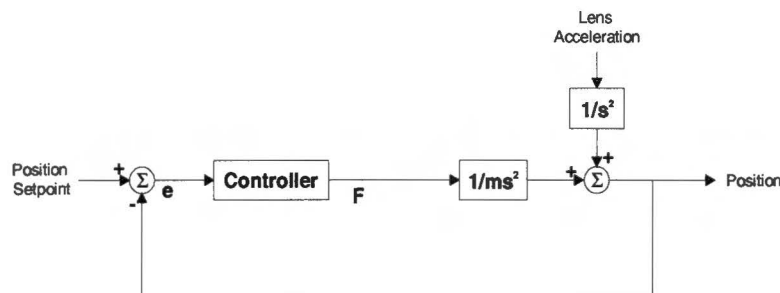 Lens
Acceleration
1/s²
+
Position
Setpoint
+
Σ
-
e
Controller
F
1/ms²
+
Σ
Position